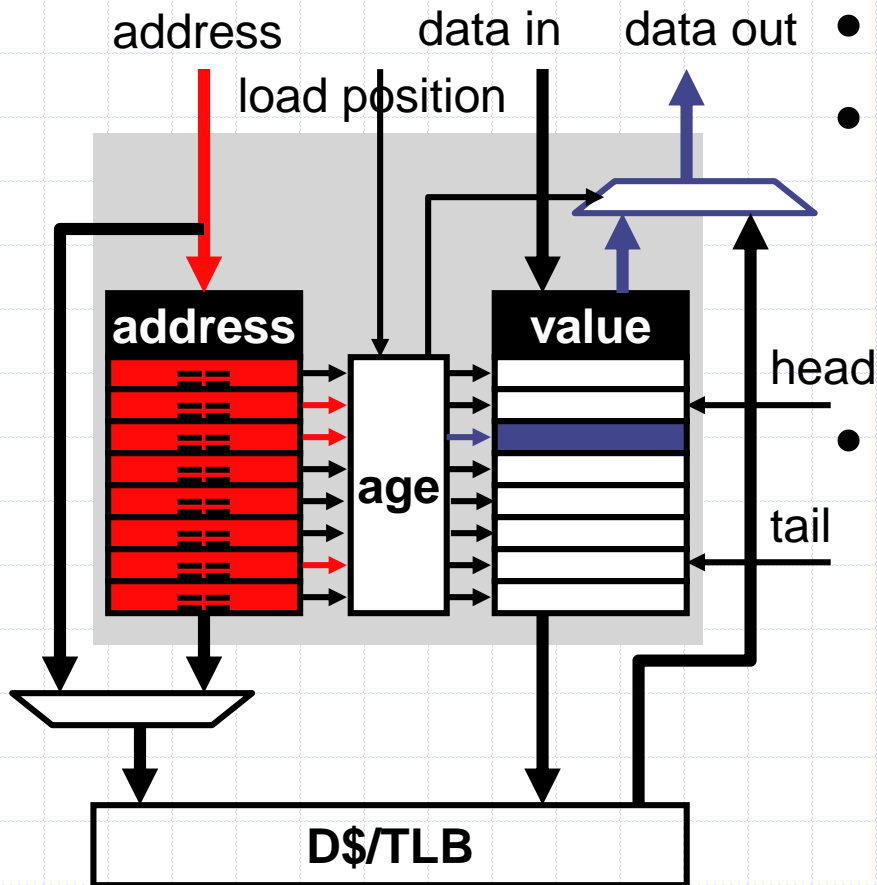 address data in data out •
load position •
address value
== head
==
== •
== age
==
== tail
==
==
D$/TLB